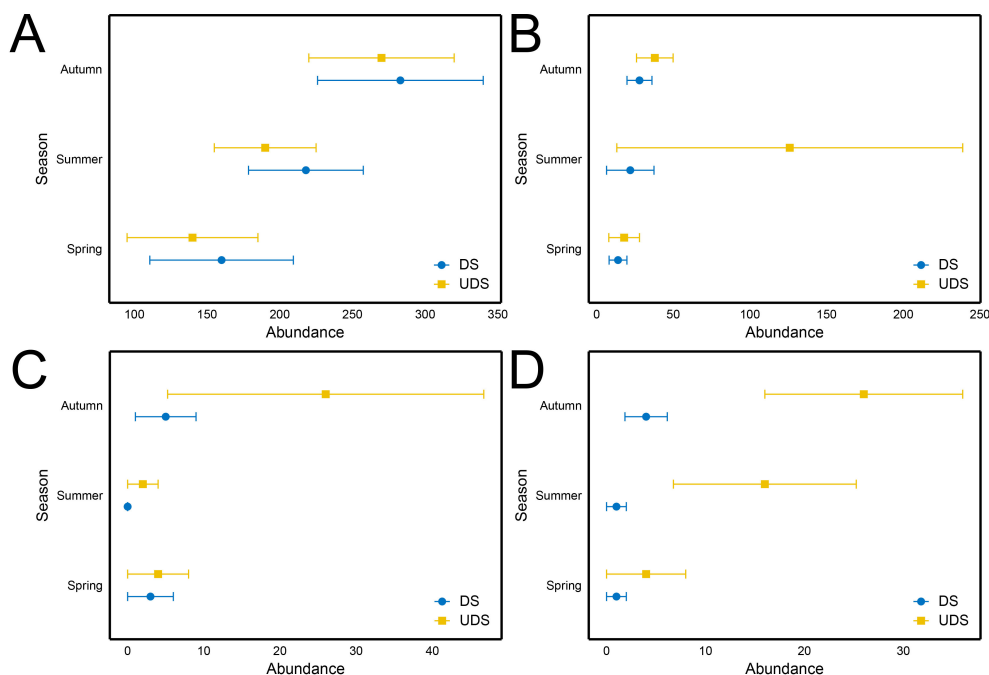 A
Season
Autumn
Summer
Spring
DS
UDS
100 150 200 250 300 350
Abundance
B
Season
Autumn
Summer
Spring
DS
UDS
0 50 100 150 200 250
Abundance
C
Season
Autumn
Summer
Spring
DS
UDS
0 10 20 30 40
Abundance
D
Season
Autumn
Summer
Spring
DS
UDS
0 10 20 30
Abundance